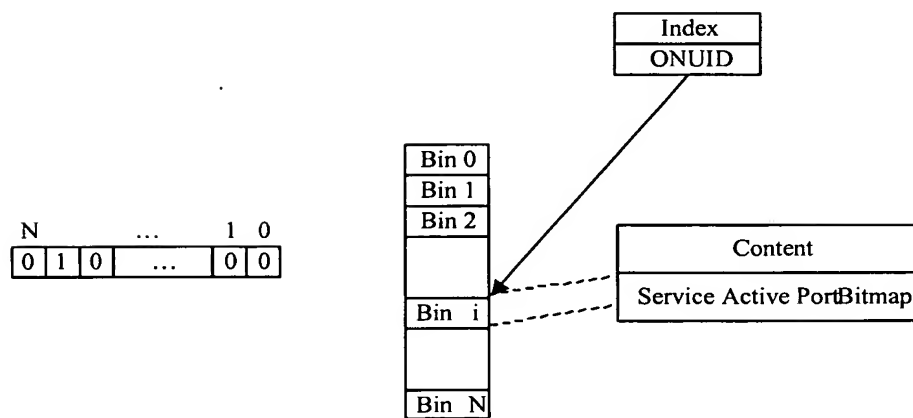 Index
ONUID
Bin 0
Bin 1
Bin 2
N ... 1 0
0 1 0 ... 0 0
Content
Service Active PortBitmap
Bin i
Bin N